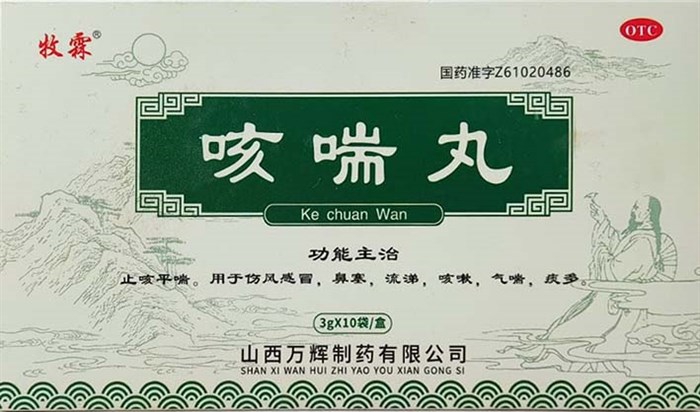 牧霖®
OTC
国药准字Z61020486
咳喘丸
Ke chuan Wan
功能主治
止咳平喘。用于伤风感冒，鼻塞，流涕，咳嗽，气喘，痰多。
3gX10袋/盒
山西万辉制药有限公司
SHAN XI WAN HUI ZHI YAO YOU XIAN GONG SI